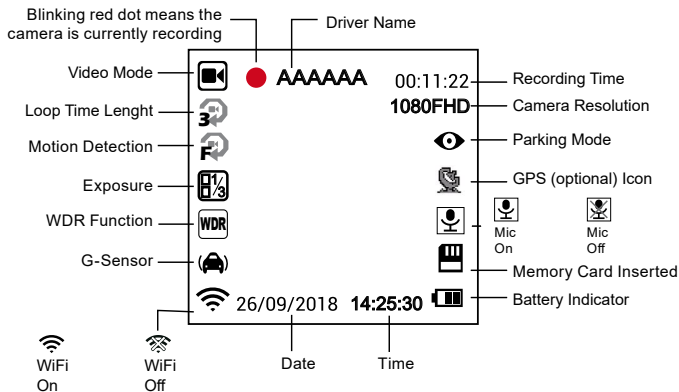 Blinking red dot means the
camera is currently recording
Driver Name
Video Mode
AAAAAA
00:11:22
Recording Time
Loop Time Lenght
3
1080FHD
Camera Resolution
Motion Detection
F
Parking Mode
Exposure
1/3
GPS (optional) Icon
WDR Function
WDR
Mic
On
Mic
Off
G-Sensor
Memory Card Inserted
26/09/2018
14:25:30
Battery Indicator
WiFi
On
WiFi
Off
Date
Time